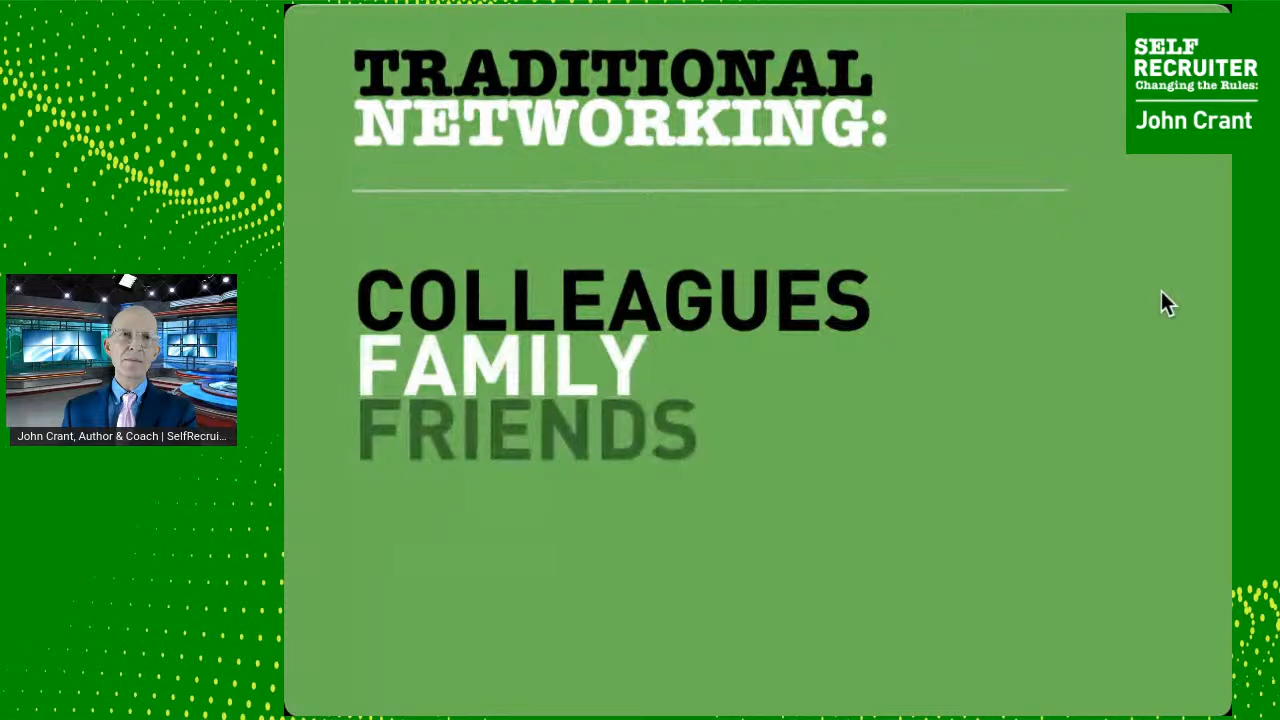 TRADITIONAL
NETWORKING:
COLLEAGUES
FAMILY
FRIENDS
SELF
RECRUITER
Changing the Rules:
John Crant
John Crant, Author & Coach | SelfRecrui...